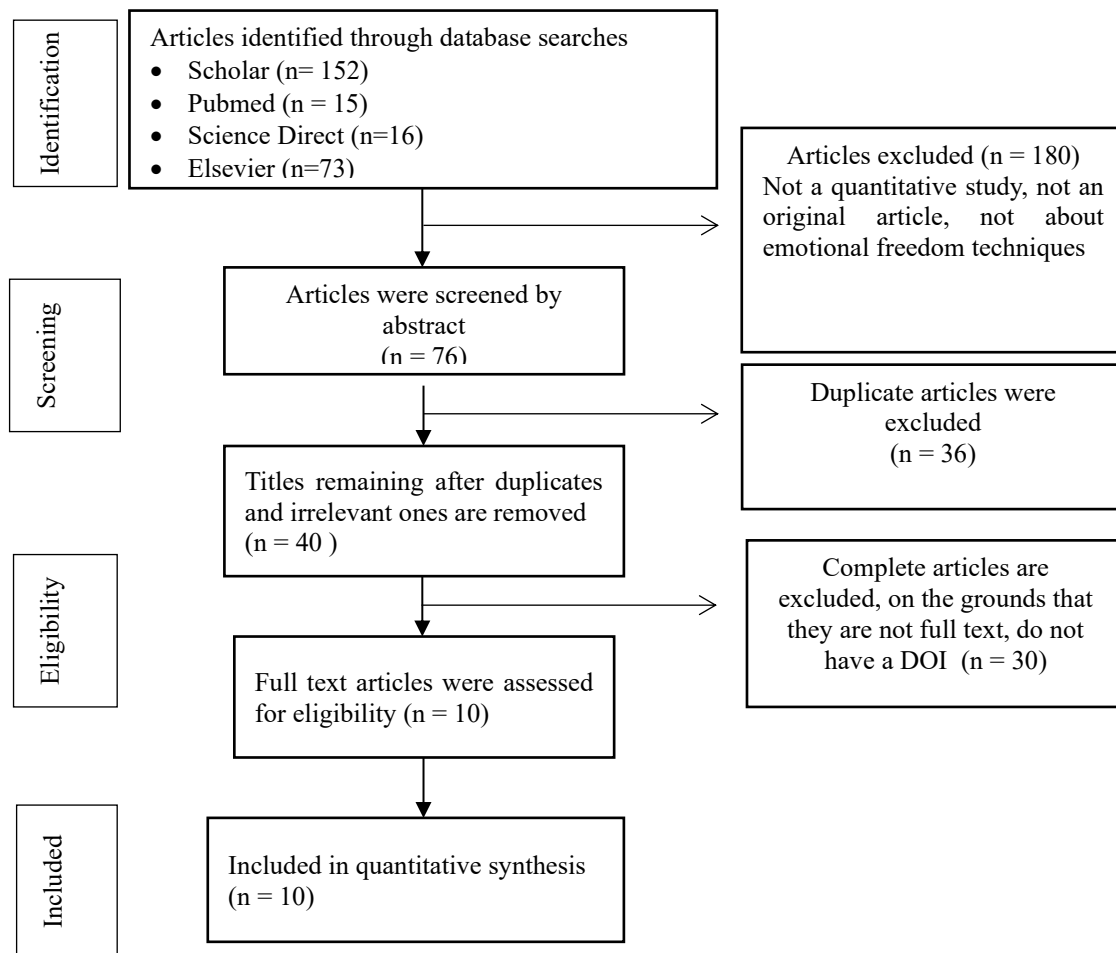 Identification
Articles identified through database searches
• Scholar (n= 152)
• Pubmed (n = 15)
• Science Direct (n=16)
• Elsevier (n=73)
Articles excluded (n = 180)
Not a quantitative study, not an
original article, not about
emotional freedom techniques
Screening
Articles were screened by
abstract
(n = 76)
Duplicate articles were
excluded
(n = 36)
Titles remaining after duplicates
and irrelevant ones are removed
(n = 40 )
Eligibility
Complete articles are
excluded, on the grounds that
they are not full text, do not
have a DOI (n = 30)
Full text articles were assessed
for eligibility (n = 10)
Included
Included in quantitative synthesis
(n = 10)